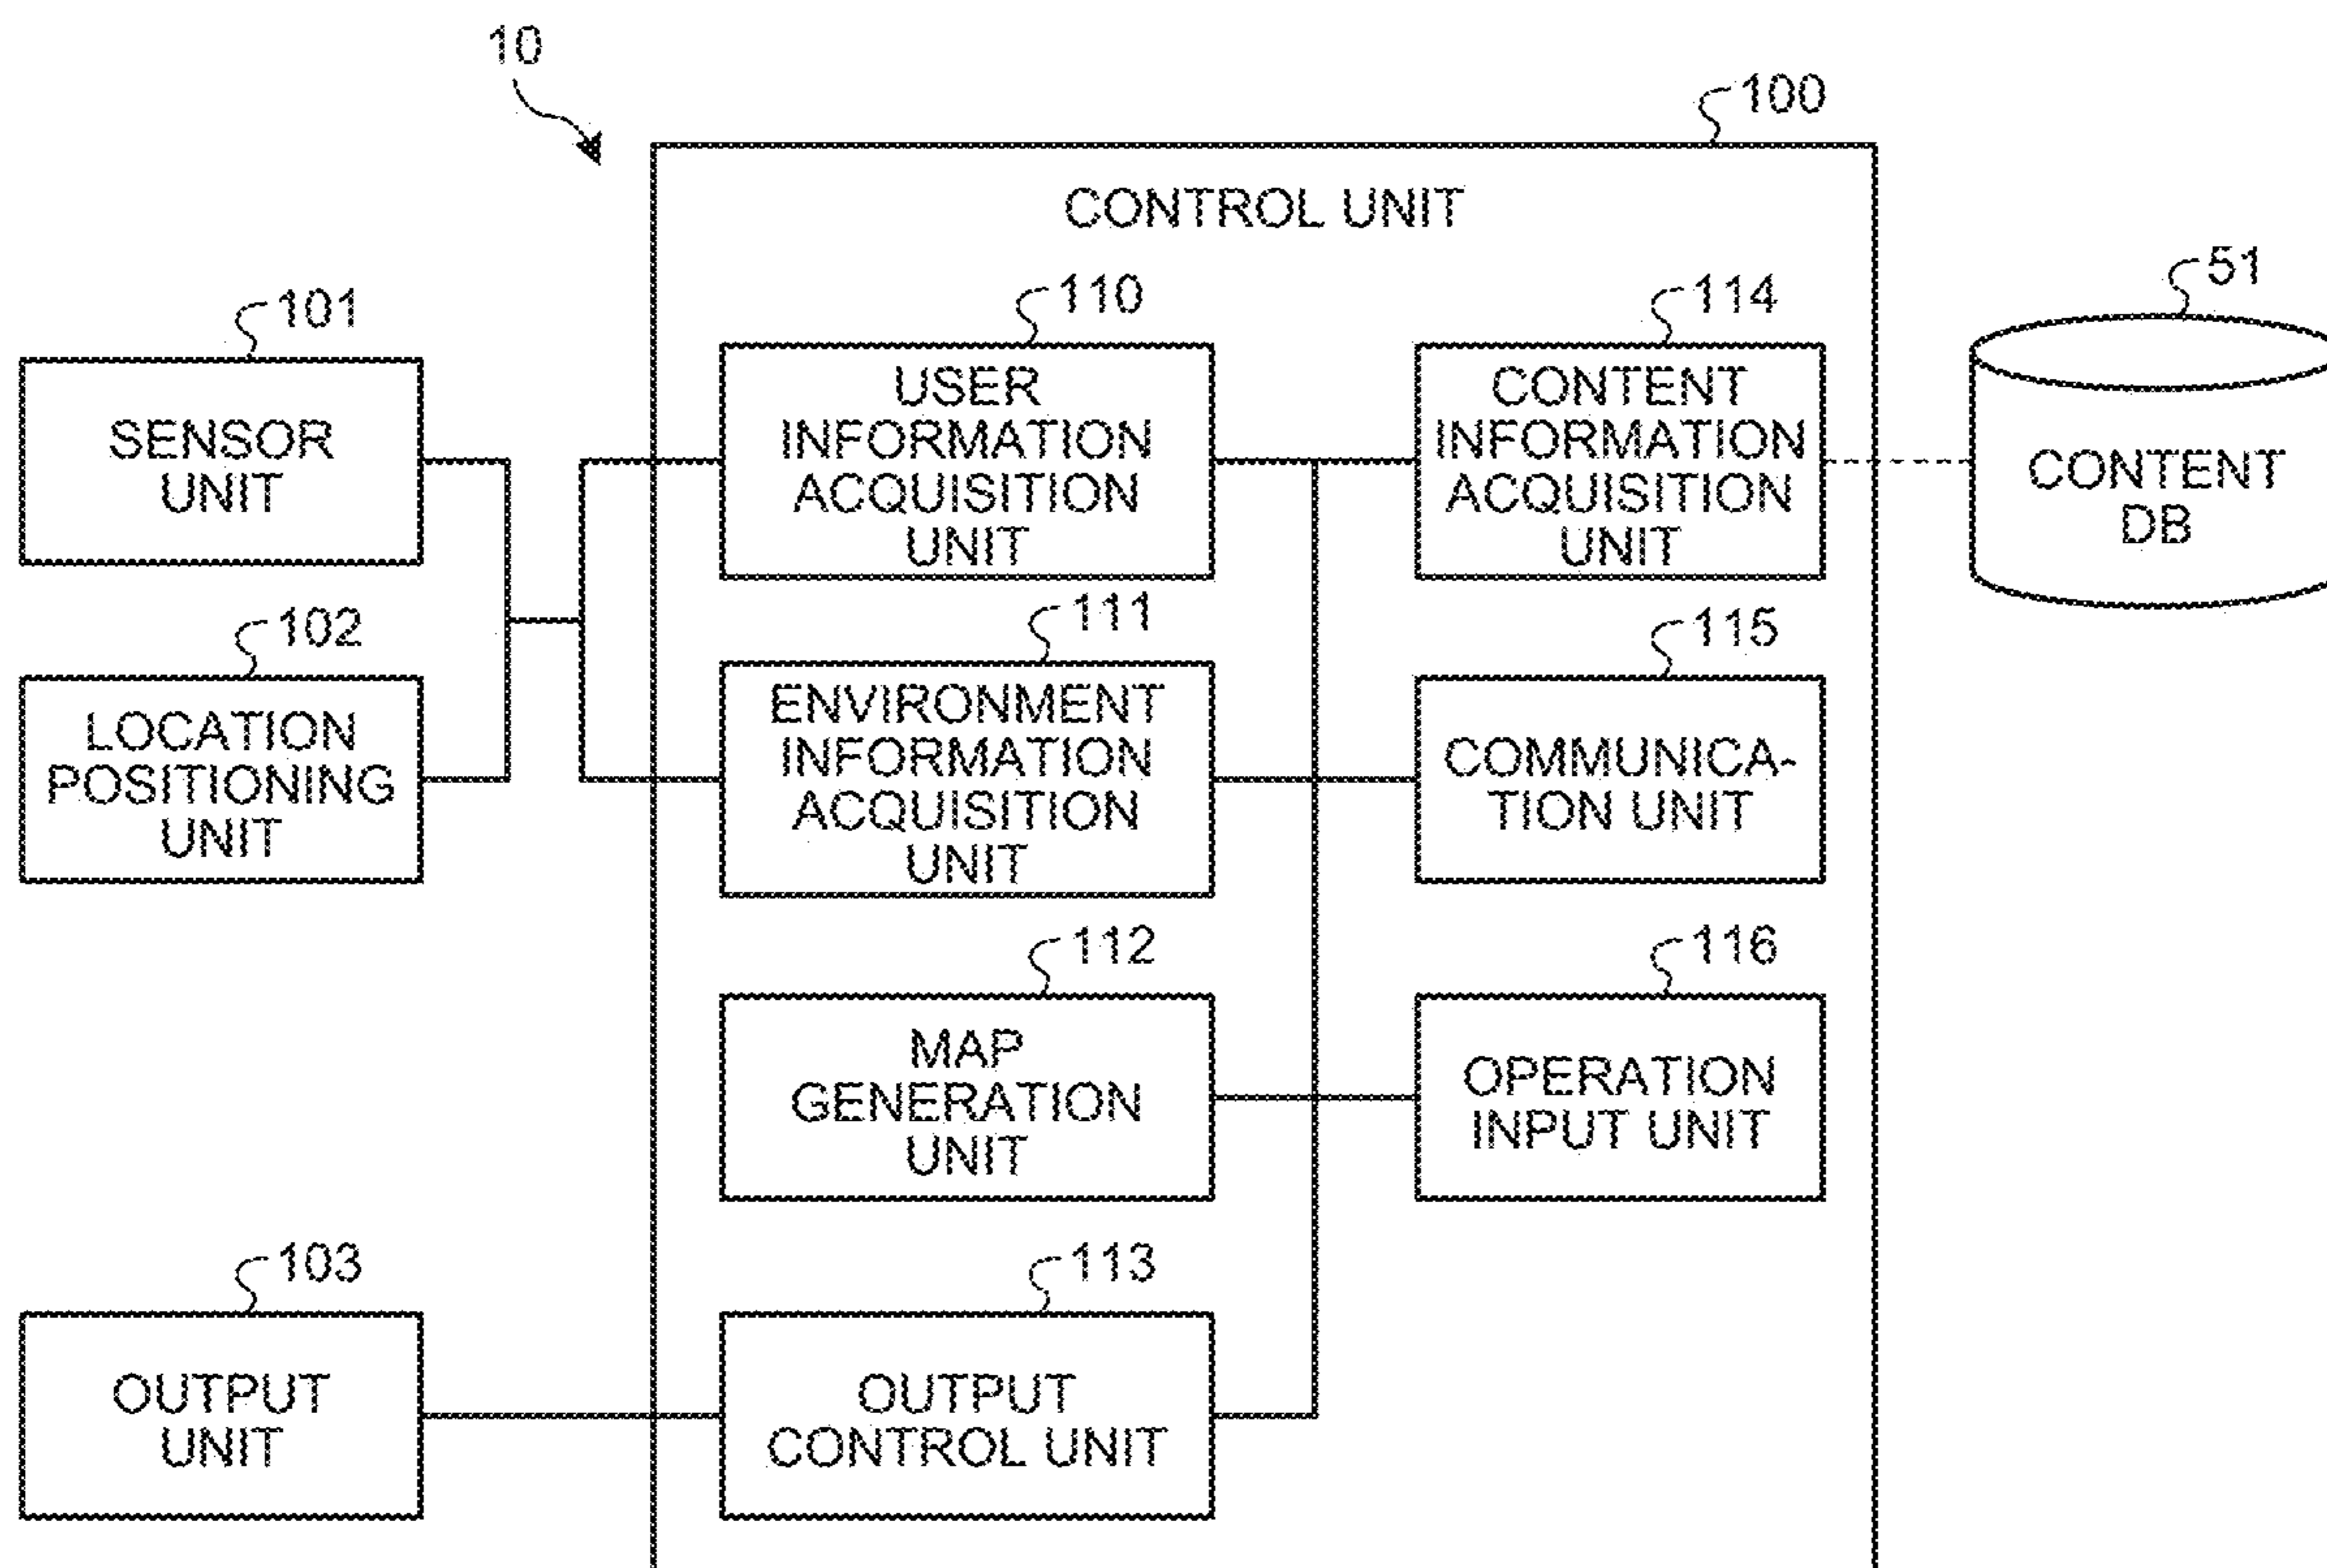 10
100
CONTROL UNIT
51
101
110
114
SENSOR
UNIT
USER
INFORMATION
ACQUISITION
UNIT
CONTENT
INFORMATION
ACQUISITION
UNIT
CONTENT
DB
102
111
115
LOCATION
POSITIONING
UNIT
ENVIRONMENT
INFORMATION
ACQUISITION
UNIT
COMMUNICA-
TION UNIT
112
116
MAP
GENERATION
UNIT
OPERATION
INPUT UNIT
103
113
OUTPUT
UNIT
OUTPUT
CONTROL UNIT